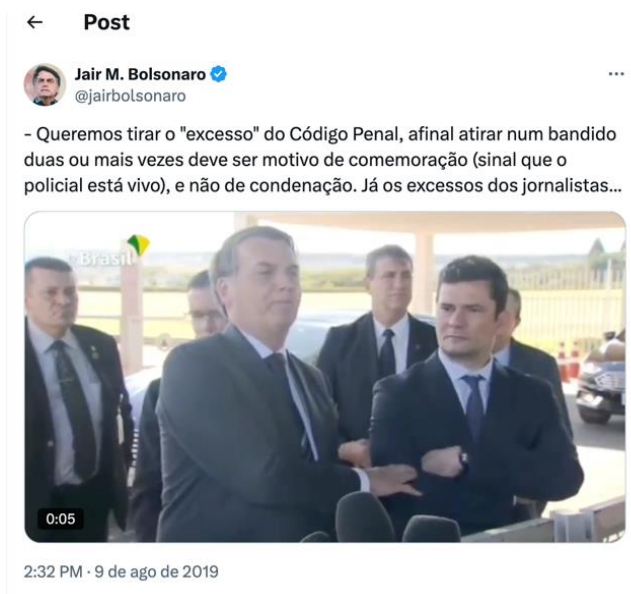 Post
Jair M. Bolsonaro
@jairbolsonaro
- Queremos tirar o "excesso" do Código Penal, afinal atirar num bandido
duas ou mais vezes deve ser motivo de comemoração (sinal que o
policial está vivo), e não de condenação. Já os excessos dos jornalistas...
Brasil
0:05
2:32 PM · 9 de ago de 2019